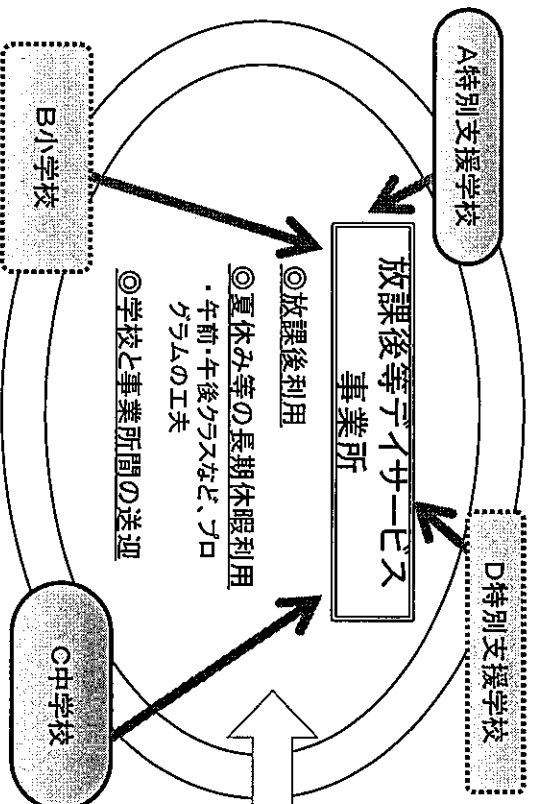 A特別支援学校
D特別支援学校
放課後等デイサービス
事業所
◎放課後利用
◎夏休み等の長期休暇利用
・午前・午後クラスなど、プロ
グラムの工夫
◎学校と事業所間の送迎
B小学校
C中学校